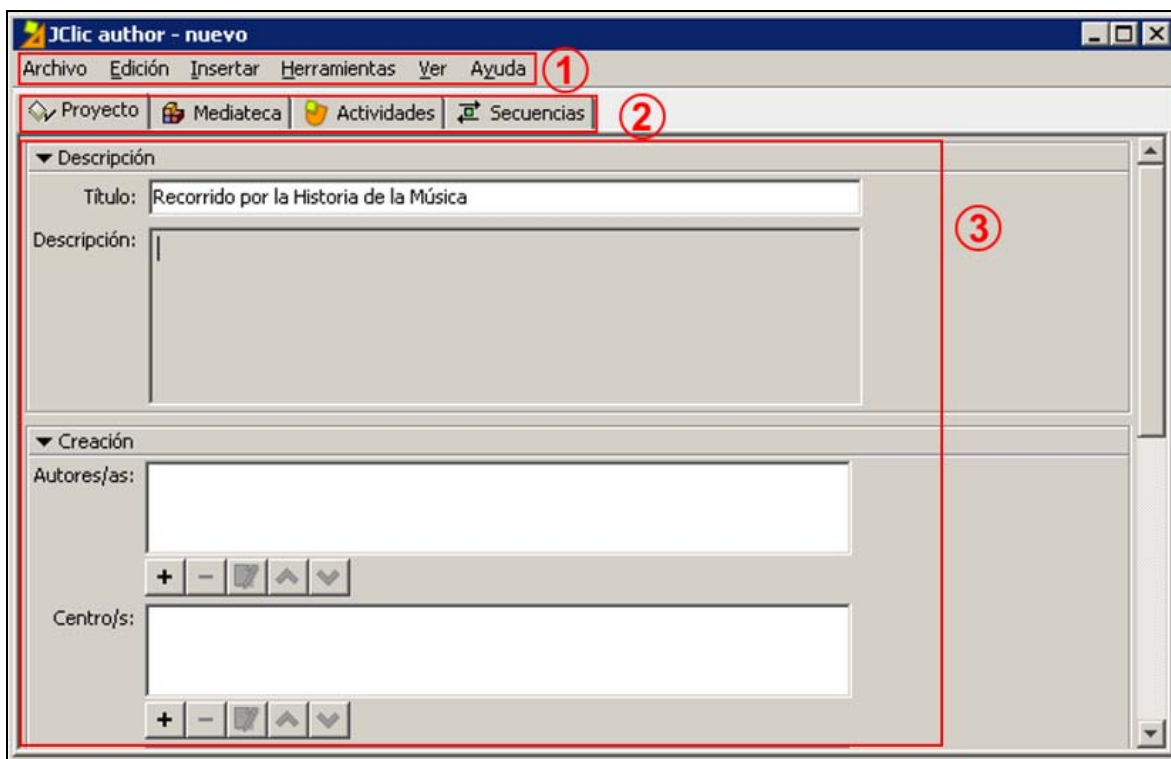 JClic author - nuevo
Archivo Edición Insertar Herramientas Ver Ayuda 1
Proyecto Mediateca Actividades Secuencias 2
Descripción
Título: Recorrido por la Historia de la Música
Descripción:
3
Creación
Autores/as:
+ -
Centro/s:
+ -